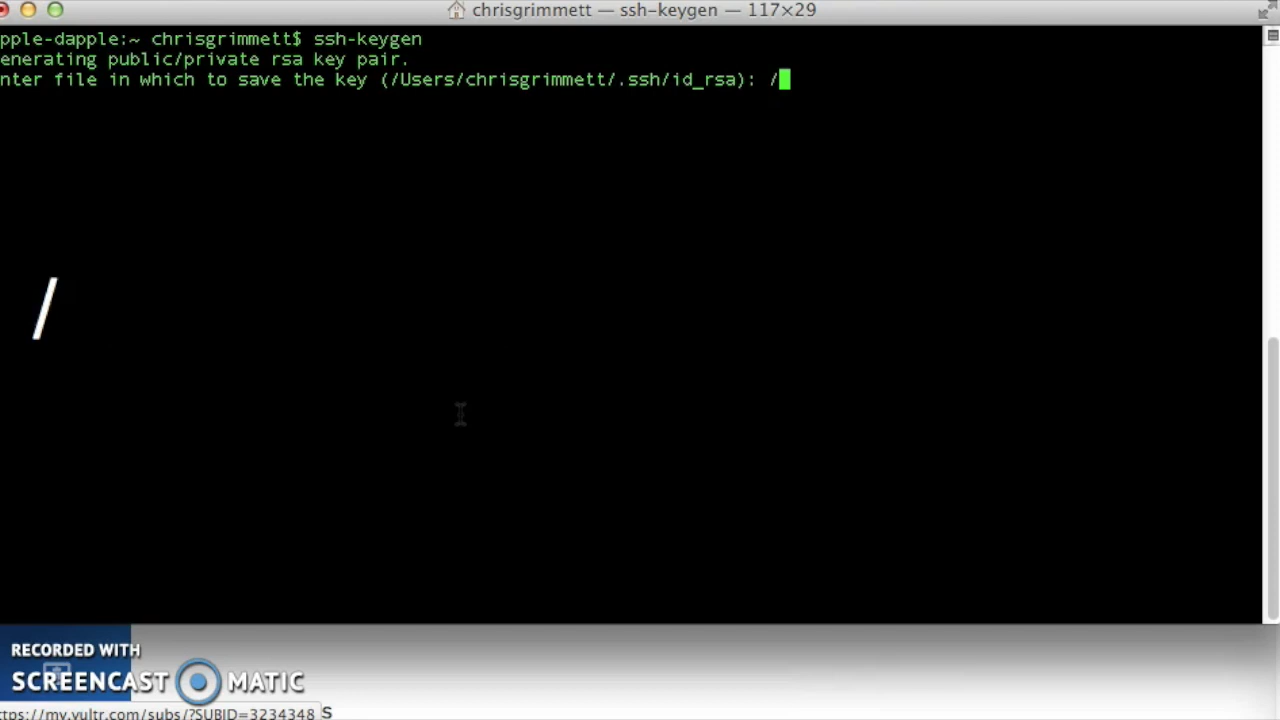 chrisgrimmett — ssh-keygen — 117×29
pple-dapple:~ chrisgrimmett$ ssh-keygen
enerating public/private rsa key pair.
nter file in which to save the key (/Users/chrisgrimmett/.ssh/id_rsa): /
/
RECORDED WITH
SCREENCAST MATIC
ttps://my.vultr.com/subs/?SUBID=3234348 S